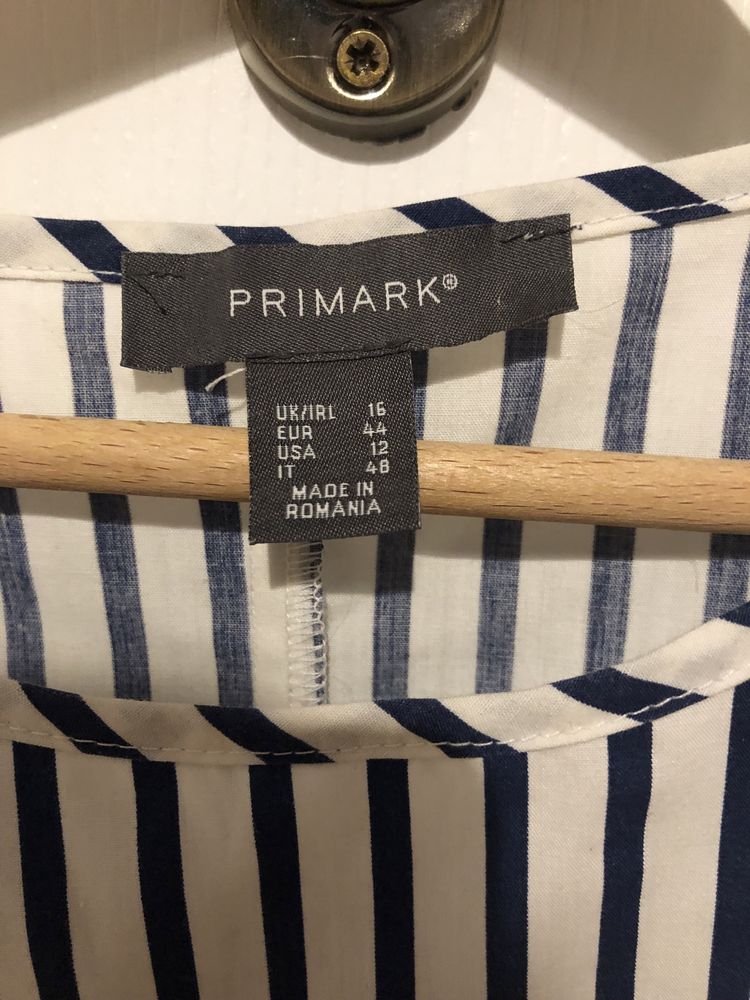 PRIMARK®
UK/IRL 16
EUR 44
USA 12
IT 48
MADE IN
ROMANIA